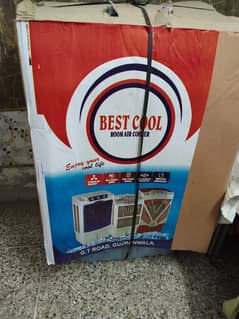 BEST COOL
ROOM AIR COOLER
Enjoy your
cool life
G.T ROAD, GUJRANWALA.